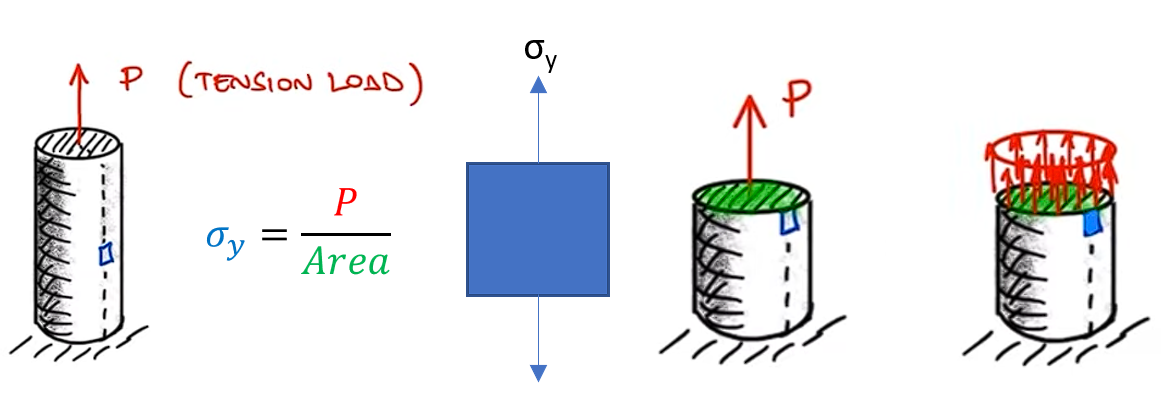 P (TENSION LOAD)
σy = P / Area
σy
P